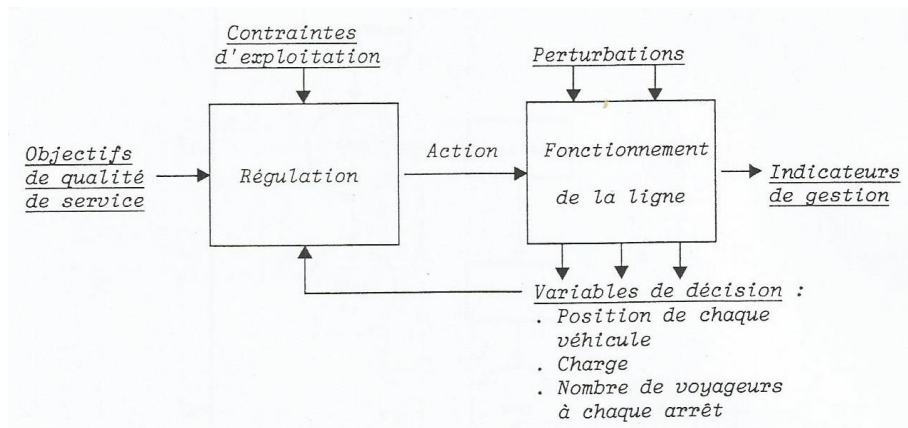 Contraintes
d'exploitation
Perturbations
Objectifs
de qualité
de service
Régulation
Action
Fonctionnement
de la ligne
Indicateurs
de gestion
Variables de décision :
. Position de chaque
véhicule
. Charge
. Nombre de voyageurs
à chaque arrêt